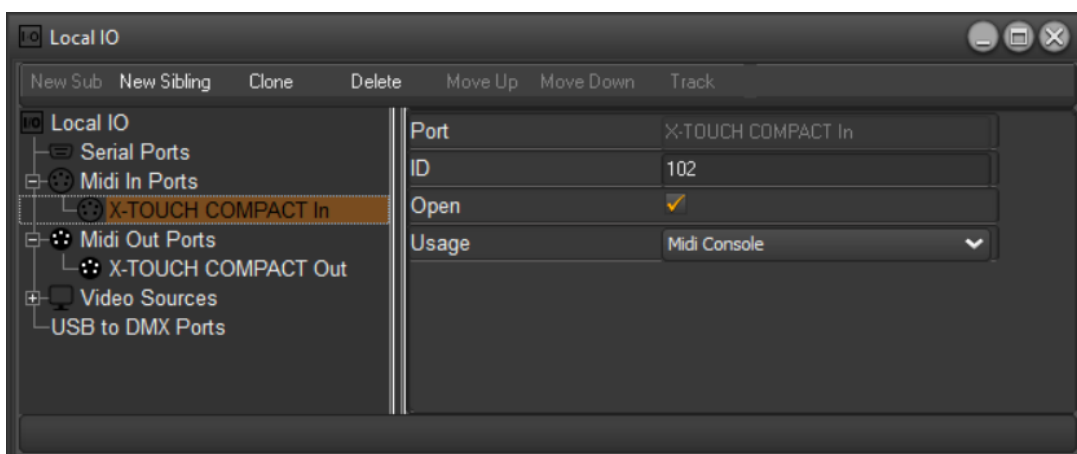 I/O Local IO
New Sub New Sibling Clone Delete Move Up Move Down Track
I/O Local IO
Serial Ports
Midi In Ports
X-TOUCH COMPACT In
Midi Out Ports
X-TOUCH COMPACT Out
Video Sources
USB to DMX Ports
Port X-TOUCH COMPACT In
ID 102
Open
Usage Midi Console